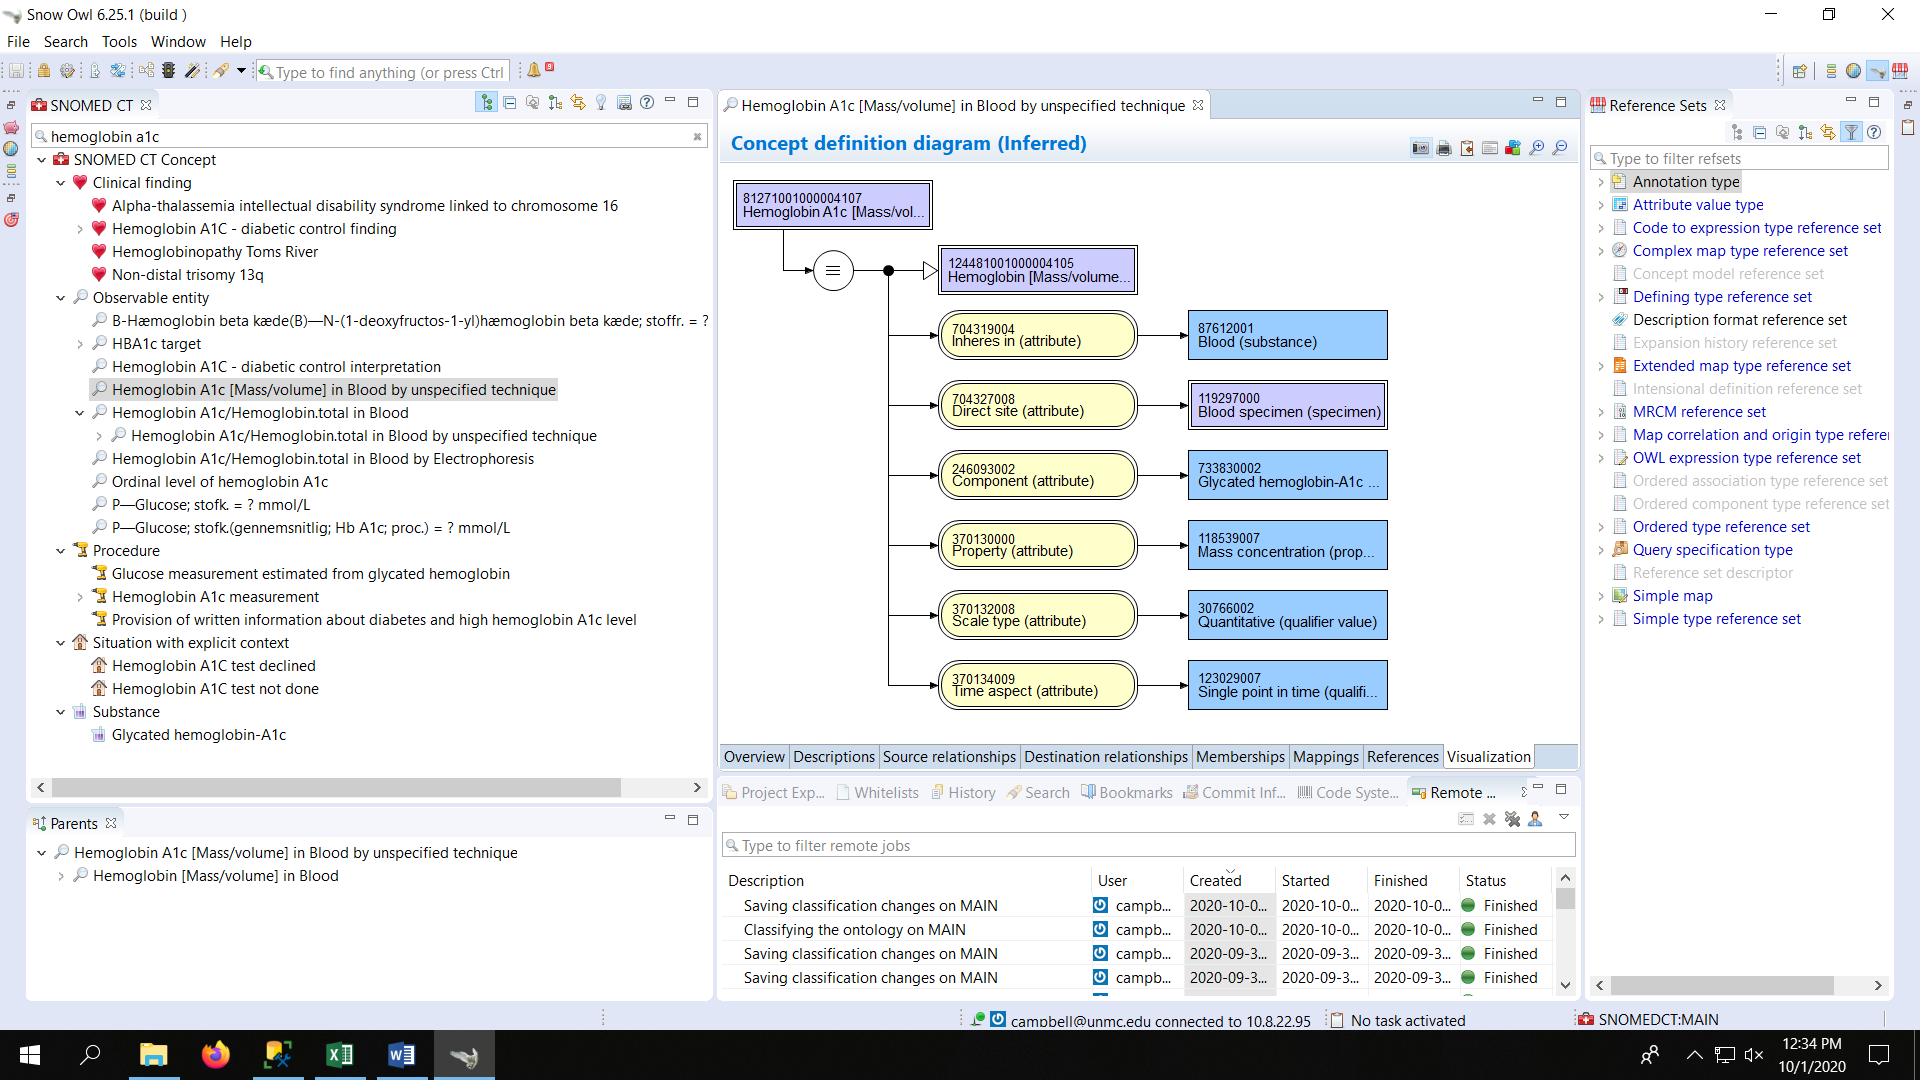 Snow Owl 6.25.1 (build )
File Search Tools Window Help
Type to find anything (or press Ctrl
9
SNOMED CT
hemoglobin a1c
SNOMED CT Concept
Clinical finding
Alpha-thalassemia intellectual disability syndrome linked to chromosome 16
Hemoglobin A1C - diabetic control finding
Hemoglobinopathy Toms River
Non-distal trisomy 13q
Observable entity
B-Hæmoglobin beta kæde(B)—N-(1-deoxyfructos-1-yl)hæmoglobin beta kæde; stoffr. = ?
HBA1c target
Hemoglobin A1C - diabetic control interpretation
Hemoglobin A1c [Mass/volume] in Blood by unspecified technique
Hemoglobin A1c/Hemoglobin.total in Blood
Hemoglobin A1c/Hemoglobin.total in Blood by unspecified technique
Hemoglobin A1c/Hemoglobin.total in Blood by Electrophoresis
Ordinal level of hemoglobin A1c
P—Glucose; stofk. = ? mmol/L
P—Glucose; stofk.(gennemsnitlig; Hb A1c; proc.) = ? mmol/L
Procedure
Glucose measurement estimated from glycated hemoglobin
Hemoglobin A1c measurement
Provision of written information about diabetes and high hemoglobin A1c level
Situation with explicit context
Hemoglobin A1C test declined
Hemoglobin A1C test not done
Substance
Glycated hemoglobin-A1c
Parents
Hemoglobin A1c [Mass/volume] in Blood by unspecified technique
Hemoglobin [Mass/volume] in Blood
Hemoglobin A1c [Mass/volume] in Blood by unspecified technique
Concept definition diagram (Inferred)
81271001000004107
Hemoglobin A1c [Mass/vol...
124481001000004105
Hemoglobin [Mass/volume...
704319004
Inheres in (attribute)
87612001
Blood (substance)
704327008
Direct site (attribute)
119297000
Blood specimen (specimen)
246093002
Component (attribute)
733830002
Glycated hemoglobin-A1c ...
370130000
Property (attribute)
118539007
Mass concentration (prop...
370132008
Scale type (attribute)
30766002
Quantitative (qualifier value)
370134009
Time aspect (attribute)
123029007
Single point in time (qualifi...
Overview Descriptions Source relationships Destination relationships Memberships Mappings References Visualization
Project Exp... Whitelists History Search Bookmarks Commit Inf... Code Syste... Remote ...
Type to filter remote jobs
Description User Created Started Finished Status
Saving classification changes on MAIN campb... 2020-10-0... 2020-10-0... 2020-10-0... Finished
Classifying the ontology on MAIN campb... 2020-10-0... 2020-10-0... 2020-10-0... Finished
Saving classification changes on MAIN campb... 2020-09-3... 2020-09-3... 2020-09-3... Finished
Saving classification changes on MAIN campb... 2020-09-3... 2020-09-3... 2020-09-3... Finished
Reference Sets
Type to filter refsets
Annotation type
Attribute value type
Code to expression type reference set
Complex map type reference set
Concept model reference set
Defining type reference set
Description format reference set
Expansion history reference set
Extended map type reference set
Intensional definition reference set
MRCM reference set
Map correlation and origin type refere
OWL expression type reference set
Ordered association type reference set
Ordered component type reference set
Ordered type reference set
Query specification type
Reference set descriptor
Simple map
Simple type reference set
campbell@unmc.edu connected to 10.8.22.95 No task activated SNOMEDCT:MAIN
12:34 PM
10/1/2020